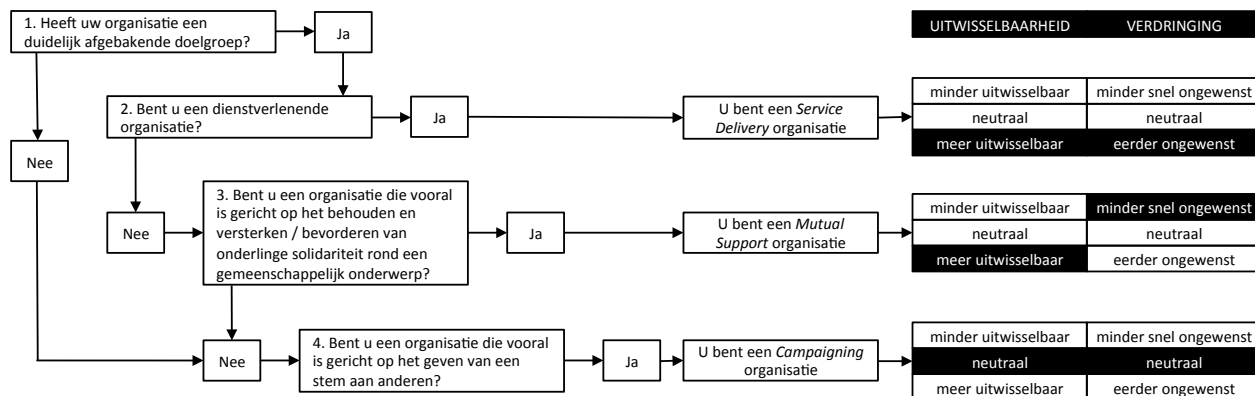 1. Heeft uw organisatie een
duidelijk afgebakende doelgroep?
Ja
UITWISSELBAARHEID
VERDRINGING
2. Bent u een dienstverlenende
organisatie?
Ja
U bent een Service
Delivery organisatie
minder uitwisselbaar
minder snel ongewenst
neutraal
neutraal
meer uitwisselbaar
eerder ongewenst
Nee
Nee
3. Bent u een organisatie die vooral
is gericht op het behouden en
versterken / bevorderen van
onderlinge solidariteit rond een
gemeenschappelijk onderwerp?
Ja
U bent een Mutual
Support organisatie
minder uitwisselbaar
minder snel ongewenst
neutraal
neutraal
meer uitwisselbaar
eerder ongewenst
Nee
4. Bent u een organisatie die vooral
is gericht op het geven van een
stem aan anderen?
Ja
U bent een Campaigning
organisatie
minder uitwisselbaar
minder snel ongewenst
neutraal
neutraal
meer uitwisselbaar
eerder ongewenst